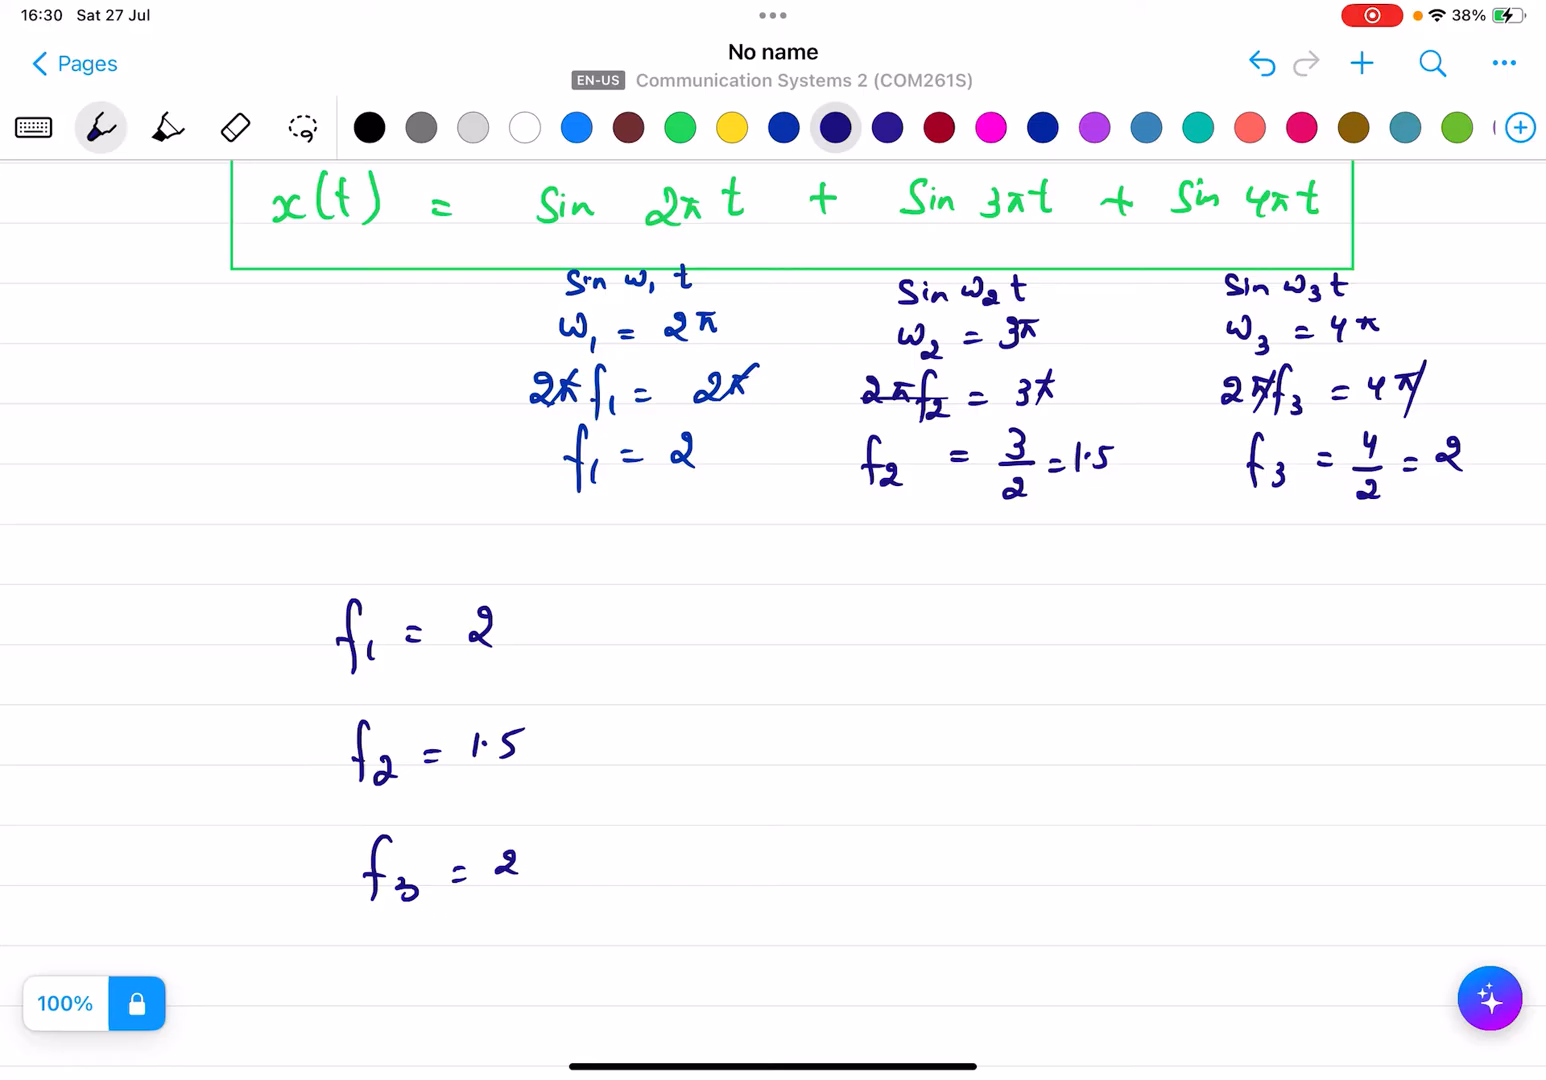 16:30 Sat 27 Jul
38%
Pages
No name
EN-US Communication Systems 2 (COM261S)
x(t) = Sin 2π t + Sin 3πt + Sin 4π t
Sin ω₁ t
ω₁ = 2π
2πf₁ = 2π
f₁ = 2
Sin ω₂ t
ω₂ = 3π
2πf₂ = 3π
f₂ = 3/2 = 1.5
Sin ω₃ t
ω₃ = 4π
2πf₃ = 4π
f₃ = 4/2 = 2
f₁ = 2
f₂ = 1.5
f₃ = 2
100%